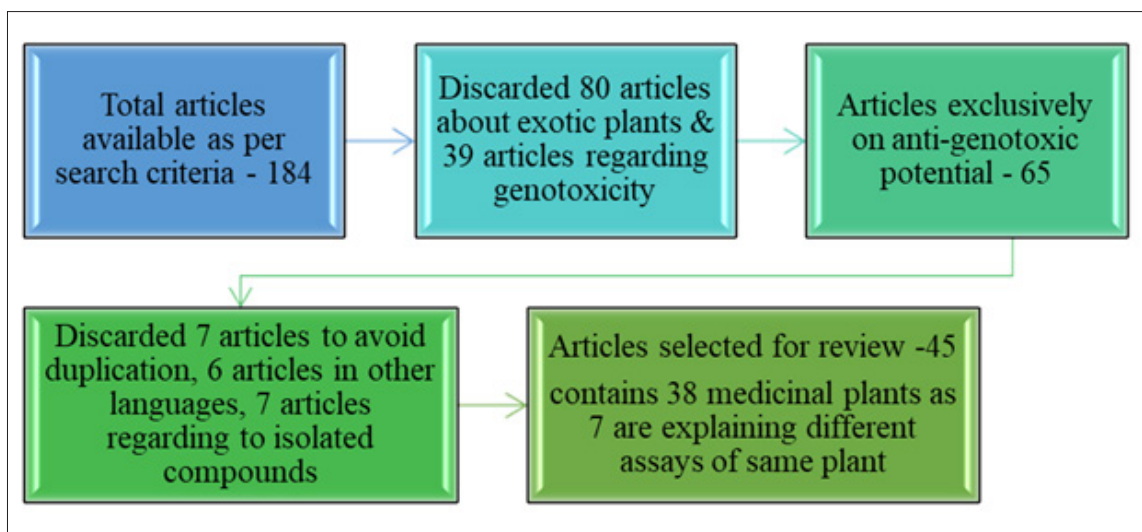 Total articles
available as per
search criteria - 184
Discarded 80 articles
about exotic plants &
39 articles regarding
genotoxicity
Articles exclusively
on anti-genotoxic
potential - 65
Discarded 7 articles to avoid
duplication, 6 articles in other
languages, 7 articles
regarding to isolated
compounds
Articles selected for review -45
contains 38 medicinal plants as
7 are explaining different
assays of same plant